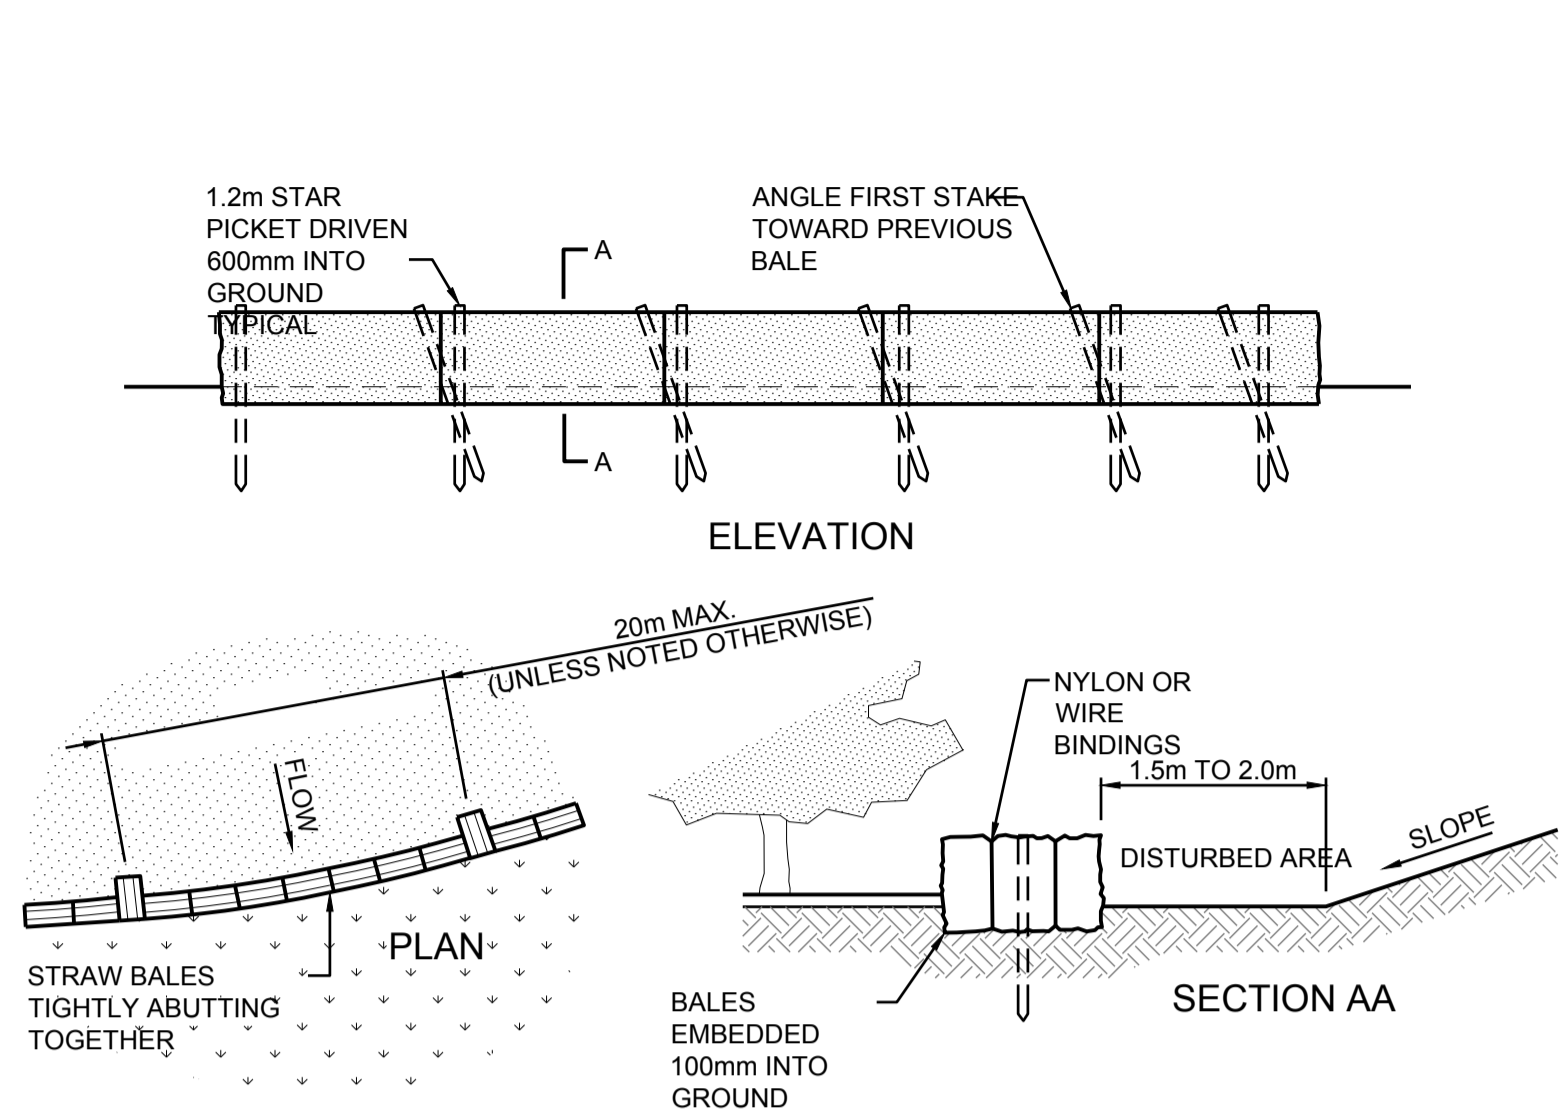 1.2m STAR
PICKET DRIVEN
600mm INTO
GROUND
TYPICAL
A
ANGLE FIRST STAKE
TOWARD PREVIOUS
BALE
A
ELEVATION
20m MAX.
(UNLESS NOTED OTHERWISE)
FLOW
PLAN
STRAW BALES
TIGHTLY ABUTTING
TOGETHER
NYLON OR
WIRE
BINDINGS
1.5m TO 2.0m
SLOPE
DISTURBED AREA
BALES
EMBEDDED
100mm INTO
GROUND
SECTION AA